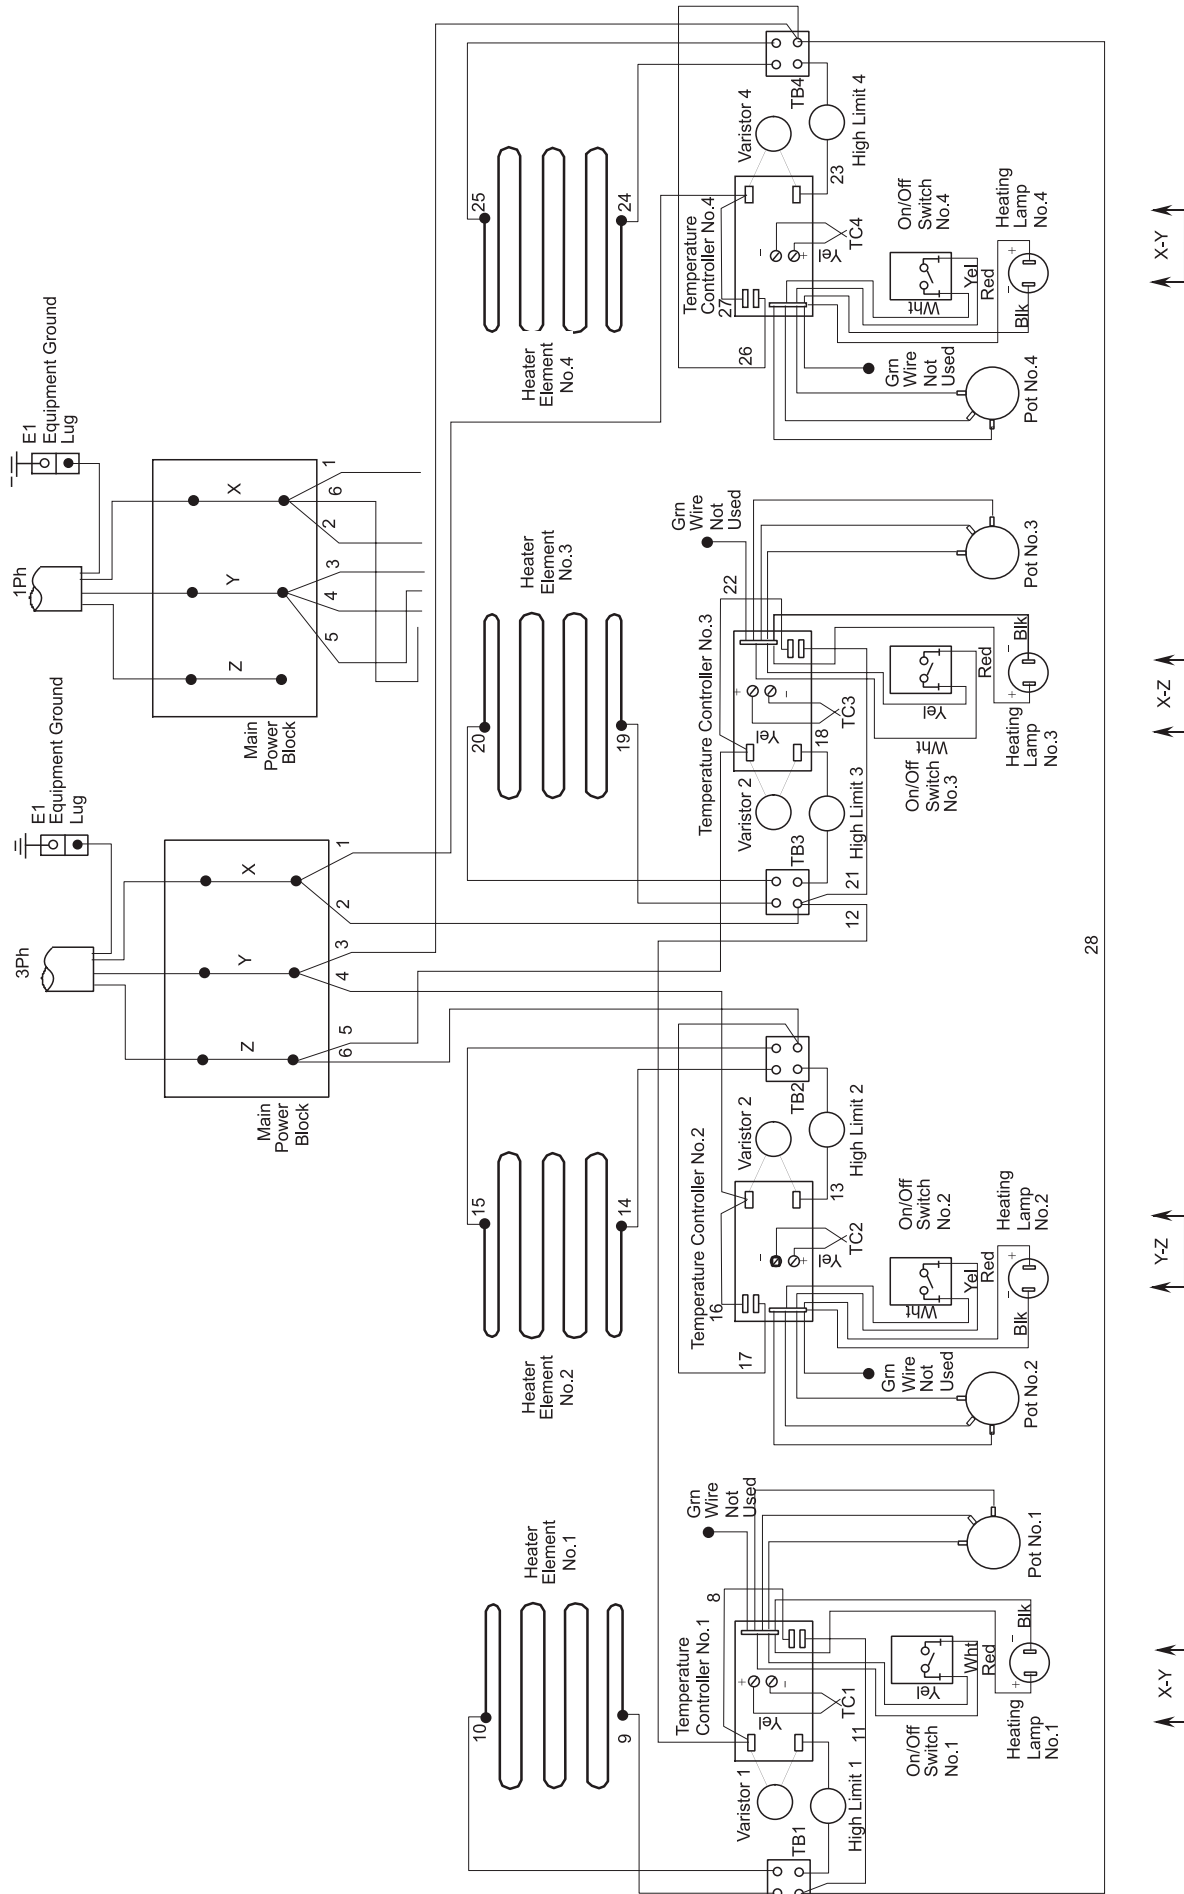 3Ph
E1
Equipment Ground
Lug
Main
Power
Block
Z
Y
X
6
5
4
3
2
1
1Ph
E1
Equipment Ground
Lug
Main
Power
Block
Z
Y
X
5
4
3
2
6
1
Heater
Element
No.1
10
9
Heater
Element
No.2
15
14
Heater
Element
No.3
20
19
Heater
Element
No.4
25
24
TB1
Varistor 1
High Limit 1
11
Temperature
Controller No.1
8
+
-
Yel
TC1
Grn
Wire
Not
Used
On/Off
Switch
No.1
Yel
Wht
Red
Blk
+
-
Heating
Lamp
No.1
Pot No.1
X-Y
Temperature Controller No.2
16
17
-
+
Yel
TC2
13
Varistor 2
High Limit 2
TB2
Grn
Wire
Not
Used
On/Off
Switch
No.2
Wht
Yel
Red
Blk
-
+
Heating
Lamp
No.2
Pot No.2
Y-Z
12
21
TB3
Varistor 2
High Limit 3
18
Temperature Controller No.3
22
+
-
Yel
TC3
Grn
Wire
Not
Used
On/Off
Switch
No.3
Wht
Yel
Red
Blk
+
-
Heating
Lamp
No.3
Pot No.3
X-Z
Temperature
Controller No.4
27
26
-
+
Yel
TC4
23
Varistor 4
High Limit 4
TB4
Grn
Wire
Not
Used
On/Off
Switch
No.4
Wht
Yel
Red
Blk
-
+
Heating
Lamp
No.4
Pot No.4
X-Y
28